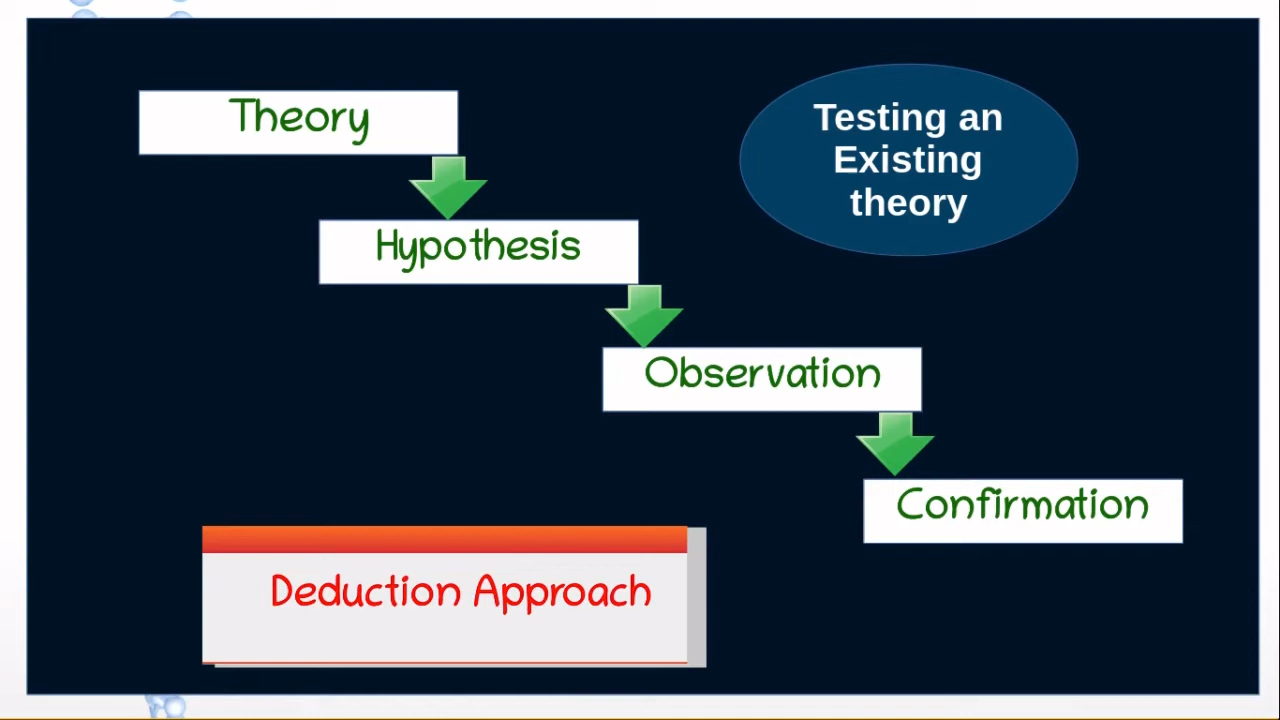 Theory
Testing an
Existing
theory
Hypothesis
Observation
Confirmation
Deduction Approach